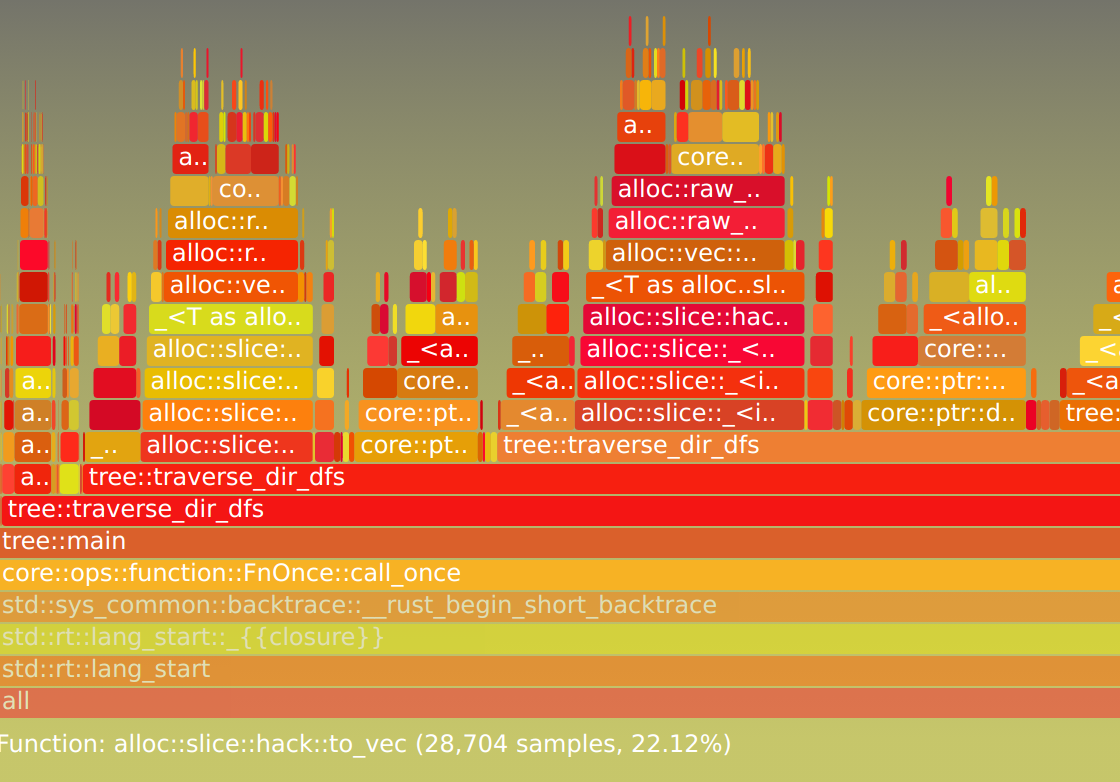 a..
a..
core..
co..
alloc::raw_..
alloc::r..
alloc::raw_..
alloc::r..
alloc::vec::..
alloc::ve..
_<T as alloc..sl..
al..
a
_<T as allo..
a..
alloc::slice::hac..
_<allo..
_<
alloc::slice:..
_<a..
_..
alloc::slice::_<..
core::..
_<a
a..
alloc::slice:..
core..
_<a..
alloc::slice::_<i..
core::ptr::..
_<a
a..
alloc::slice:..
core::pt..
_<a..
alloc::slice::_<i..
core::ptr::d..
tree:
a..
_..
alloc::slice:..
core::pt..
tree::traverse_dir_dfs
a..
tree::traverse_dir_dfs
tree::traverse_dir_dfs
tree::main
core::ops::function::FnOnce::call_once
std::sys_common::backtrace::__rust_begin_short_backtrace
std::rt::lang_start::_{{closure}}
std::rt::lang_start
all
Function: alloc::slice::hack::to_vec (28,704 samples, 22.12%)